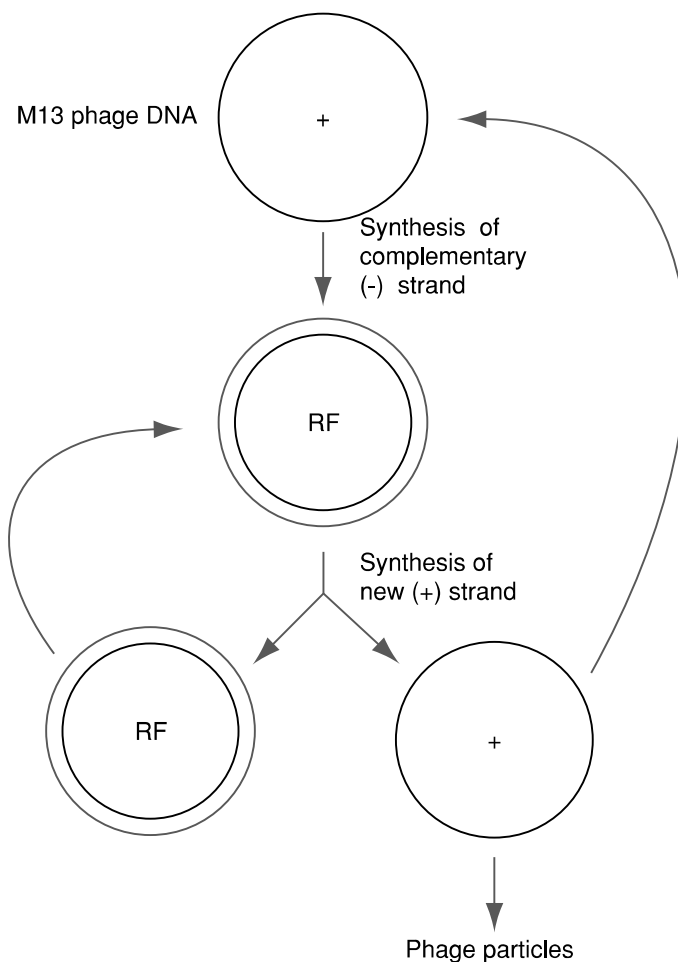 +
M13 phage DNA
Synthesis of
complementary
(-) strand
RF
Synthesis of
new (+) strand
RF
+
Phage particles